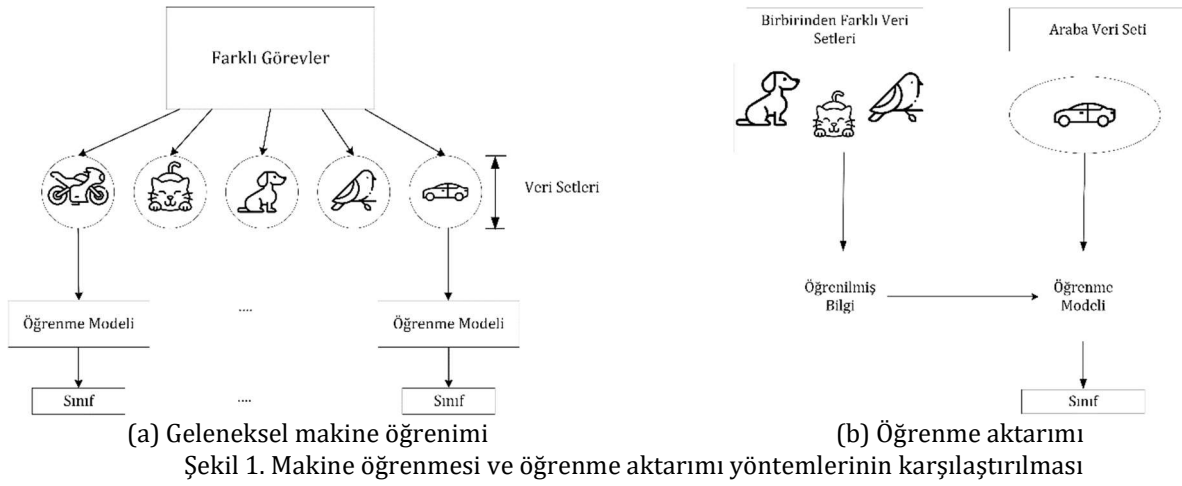 Farklı Görevler
Veri Setleri
Öğrenme Modeli
....
Öğrenme Modeli
Sınıf
....
Sınıf
(a) Geleneksel makine öğrenimi
Birbirinden Farklı Veri
Setleri
Araba Veri Seti
Öğrenilmiş
Bilgi
Öğrenme
Modeli
Sınıf
(b) Öğrenme aktarımı
Şekil 1. Makine öğrenmesi ve öğrenme aktarımı yöntemlerinin karşılaştırılması